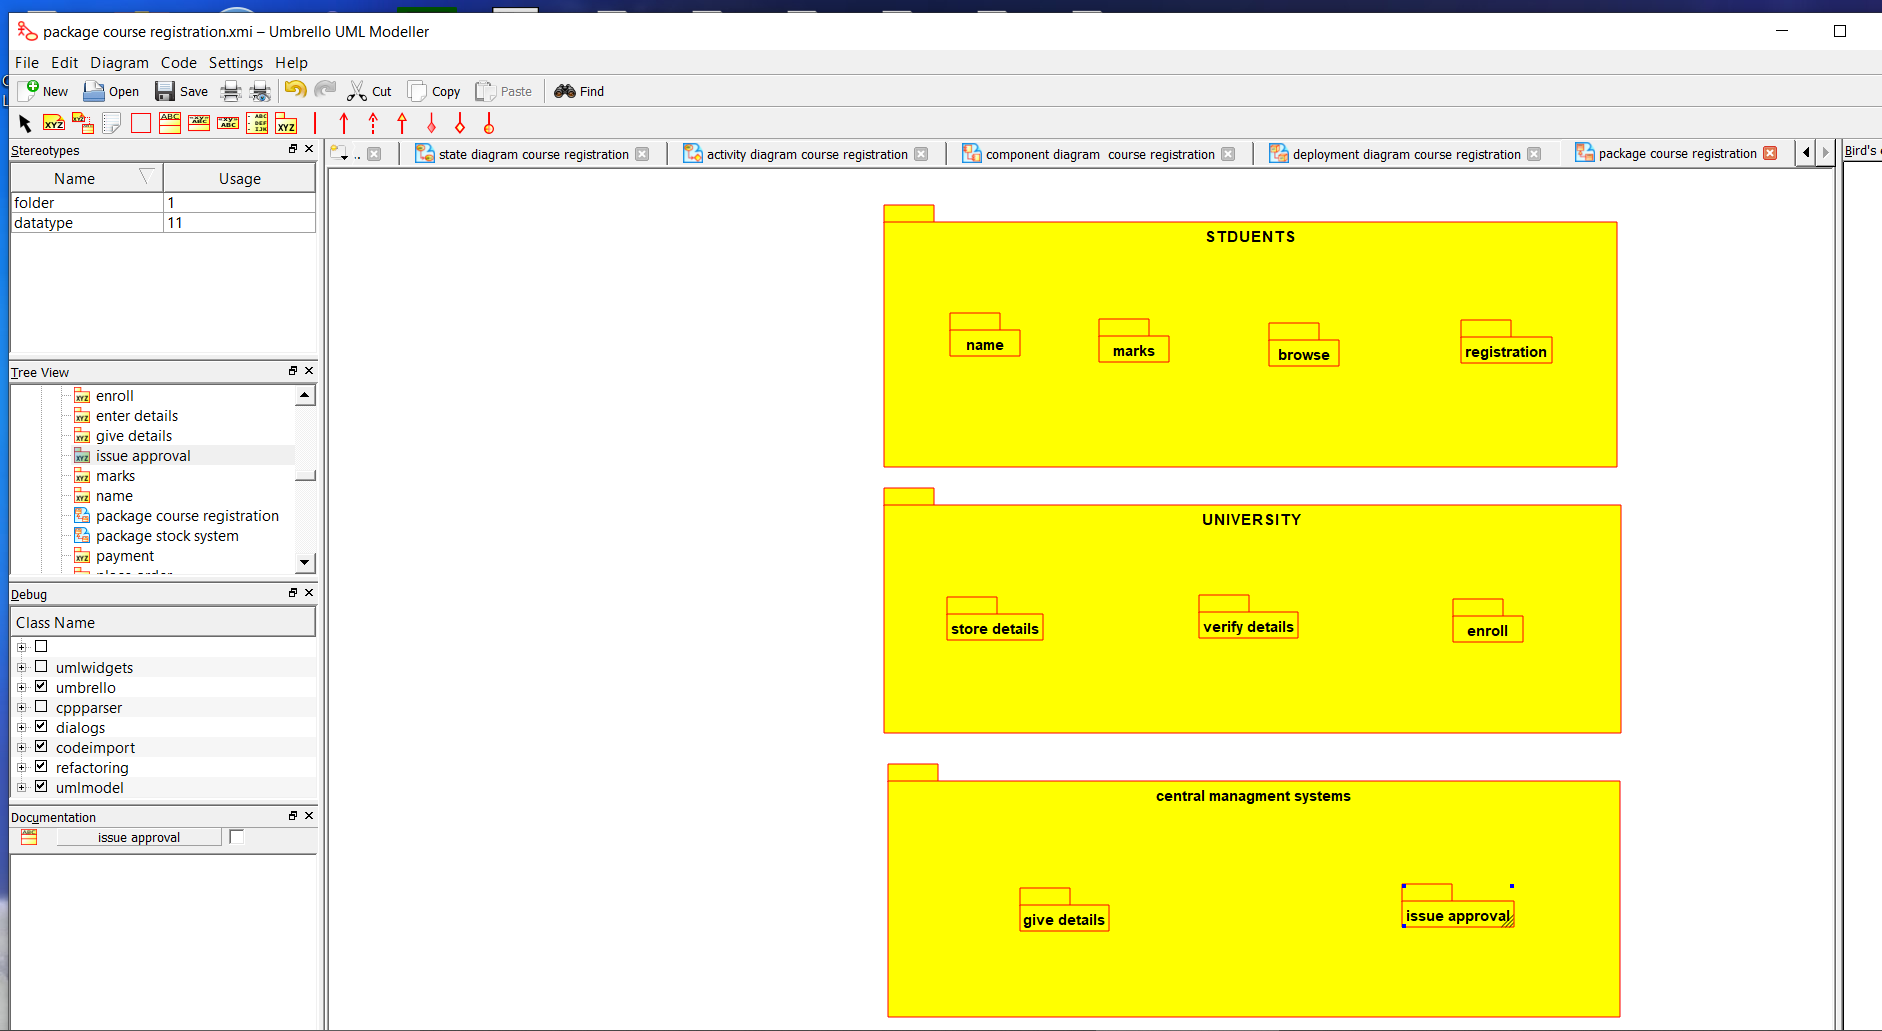 package course registration.xmi – Umbrello UML Modeller
File Edit Diagram Code Settings Help
New Open Save Cut Copy Paste Find
Stereotypes
Name Usage
folder 1
datatype 11
Tree View
enroll
enter details
give details
issue approval
marks
name
package course registration
package stock system
payment
Debug
Class Name
umlwidgets
umbrello
cppparser
dialogs
codeimport
refactoring
umlmodel
Documentation
issue approval
.. state diagram course registration activity diagram course registration component diagram course registration deployment diagram course registration package course registration
Bird's
STDUENTS
name marks browse registration
UNIVERSITY
store details verify details enroll
central managment systems
give details issue approval